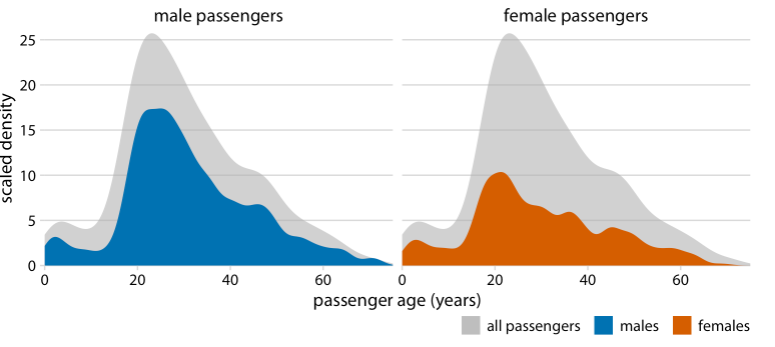 male passengers
female passengers
25
20
15
10
5
0
scaled density
0 20 40 60
0 20 40 60
passenger age (years)
all passengers males females